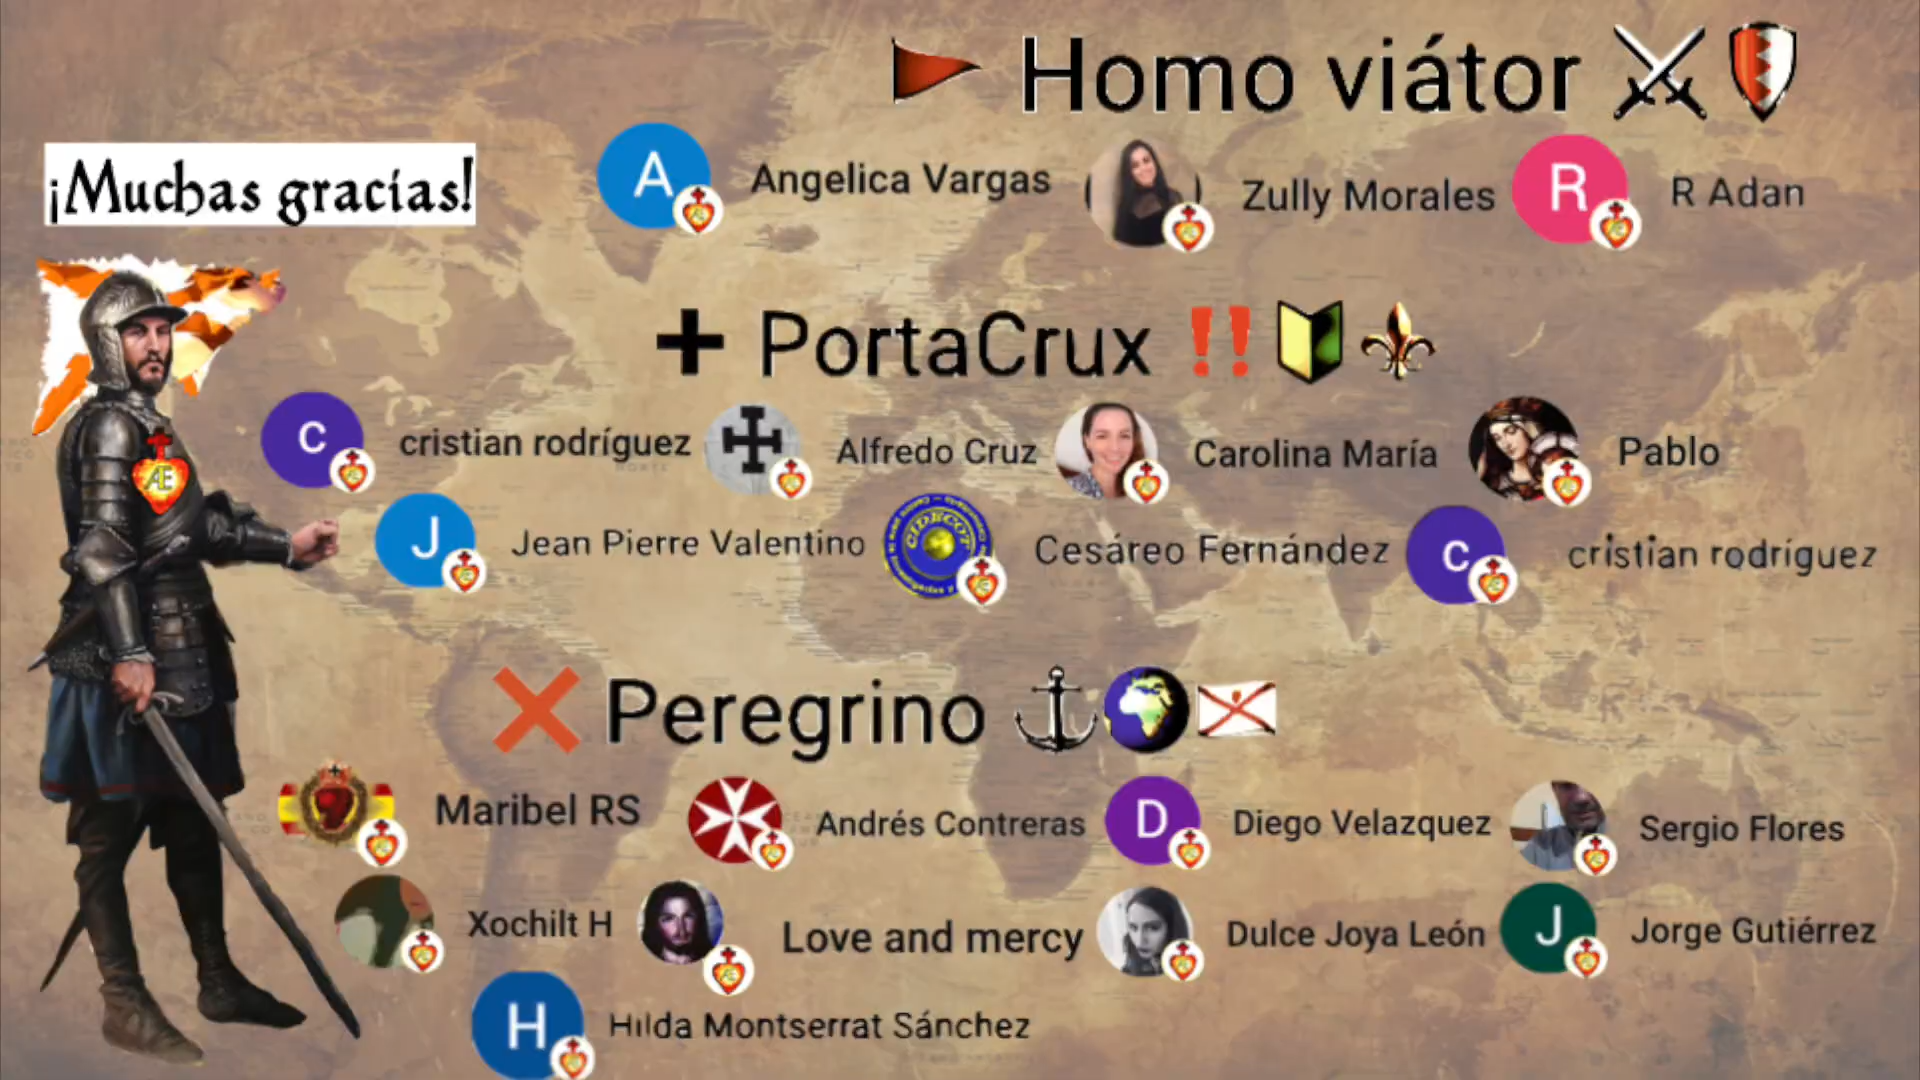 Homo viátor
¡Muchas gracias!
A Angelica Vargas Zully Morales R R Adan
PortaCrux
c cristian rodríguez Alfredo Cruz Carolina María Pablo
J Jean Pierre Valentino CIDECOT Cesáreo Fernández c cristian rodríguez
Æ
Peregrino
Maribel RS Andrés Contreras D Diego Velazquez Sergio Flores
Xochilt H Love and mercy Dulce Joya León J Jorge Gutiérrez
H Hilda Montserrat Sánchez